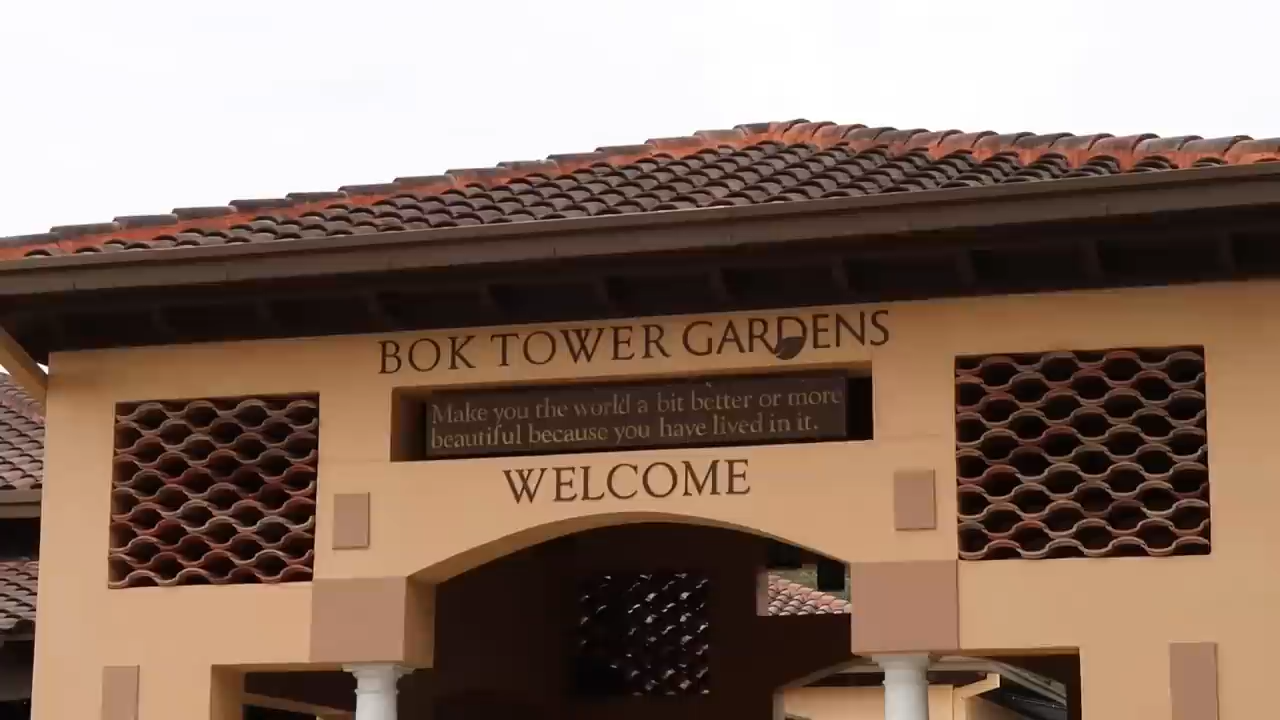 BOK TOWER GARDENS
Make you the world a bit better or more
beautiful because you have lived in it.
WELCOME